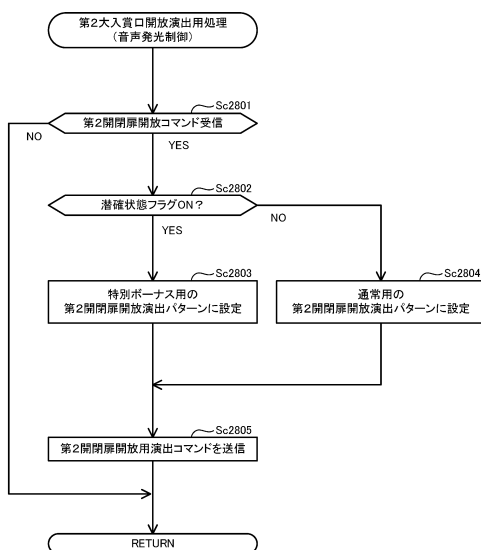 第２大入賞口開放演出用処理
（音声発光制御）
Sc2801
第２開閉扉開放コマンド受信
NO
YES
Sc2802
潜確状態フラグON？
NO
YES
Sc2803
特別ボーナス用の
第２開閉扉開放演出パターンに設定
Sc2804
通常用の
第２開閉扉開放演出パターンに設定
Sc2805
第２開閉扉開放用演出コマンドを送信
RETURN